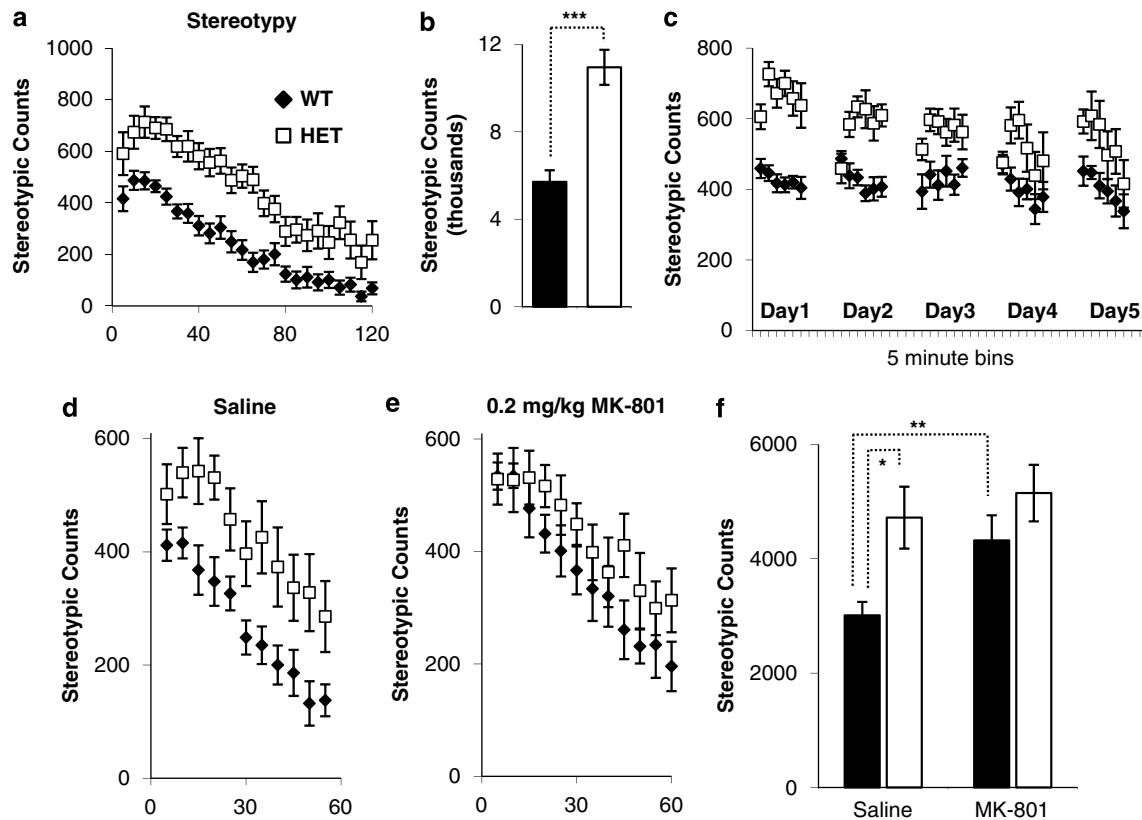 a
Stereotypy
Stereotypic Counts
1000
800
600
400
200
0
0
40
80
120
WT
HET
b
***
Stereotypic Counts
(thousands)
12
9
6
3
0
c
Stereotypic Counts
800
600
400
200
0
Day1 Day2 Day3 Day4 Day5
5 minute bins
d
Saline
Stereotypic Counts
600
400
200
0
0 30 60
e
0.2 mg/kg MK-801
Stereotypic Counts
600
400
200
0
0 30 60
f
**
*
Stereotypic Counts
6000
4000
2000
0
Saline MK-801